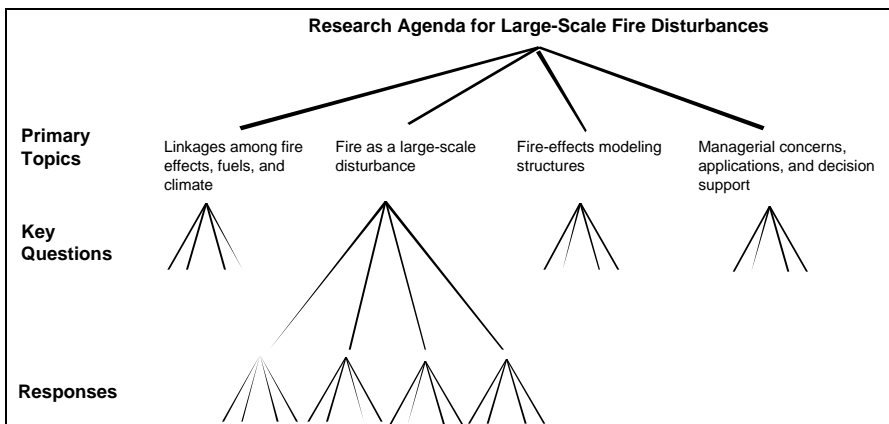 Research Agenda for Large-Scale Fire Disturbances
Primary
Topics
Linkages among fire
effects, fuels, and
climate
Fire as a large-scale
disturbance
Fire-effects modeling
structures
Managerial concerns,
applications, and decision
support
Key
Questions
Responses